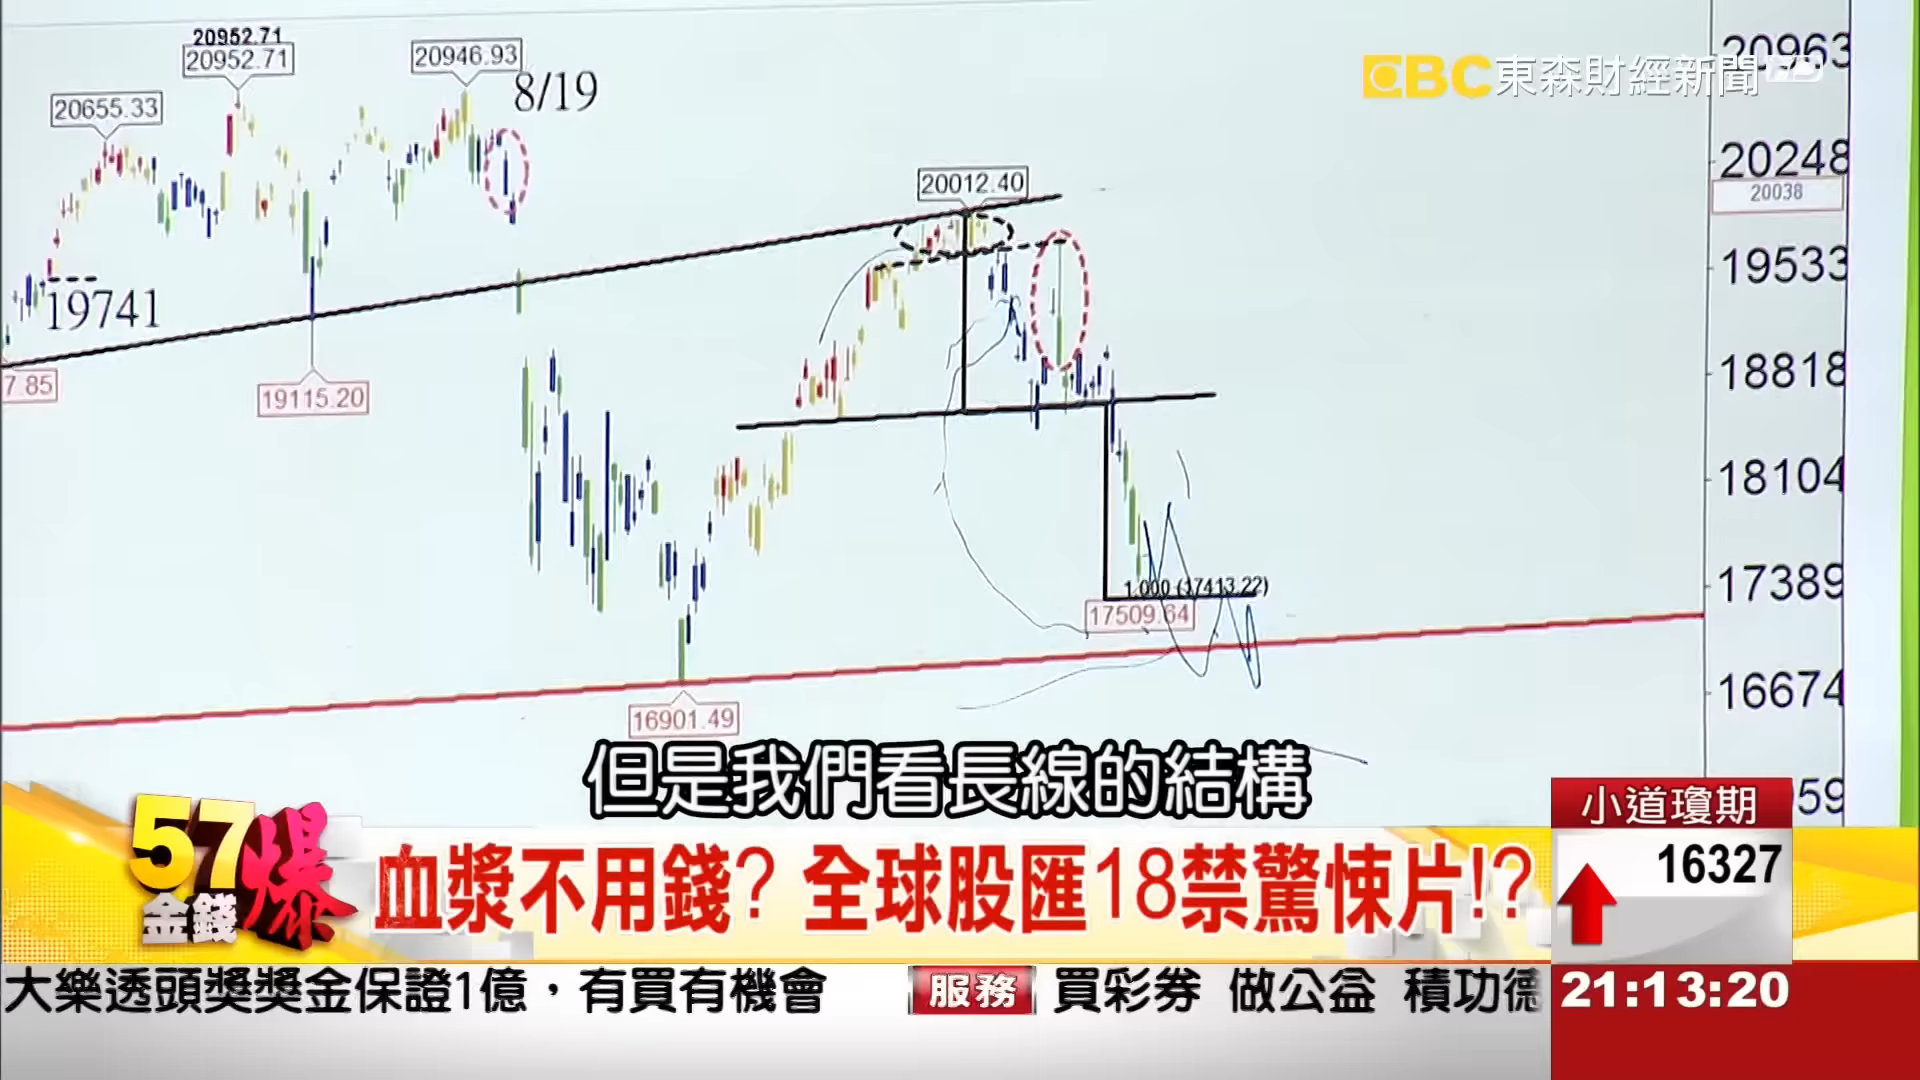 20952.71
20952.71
20946.93
8/19
20655.33
EBC東森財經新聞
HD
20963
20248
20038
20012.40
19533
19741
7.85
19115.20
18818
18104
1.000 (17413.22)
17389
17509.64
16674
16901.49
59
但是我們看長線的結構
57
金錢
爆
血漿不用錢? 全球股匯18禁驚悚片!?
小道瓊期
16327
大樂透頭獎獎金保證1億，有買有機會
服務
買彩券 做公益 積功德
21:13:20